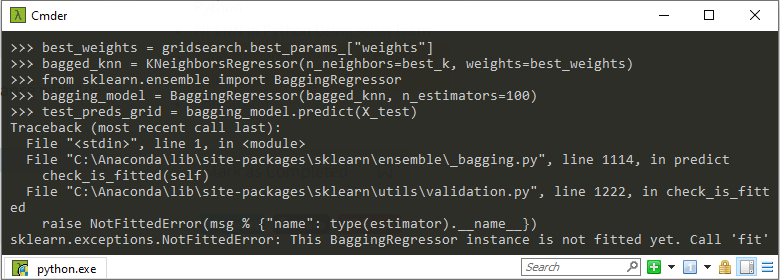 Cmder
>>> best_weights = gridsearch.best_params_["weights"]
>>> bagged_knn = KNeighborsRegressor(n_neighbors=best_k, weights=best_weights)
>>> from sklearn.ensemble import BaggingRegressor
>>> bagging_model = BaggingRegressor(bagged_knn, n_estimators=100)
>>> test_preds_grid = bagging_model.predict(X_test)
Traceback (most recent call last):
  File "<stdin>", line 1, in <module>
  File "C:\Anaconda\lib\site-packages\sklearn\ensemble\_bagging.py", line 1114, in predict
    check_is_fitted(self)
  File "C:\Anaconda\lib\site-packages\sklearn\utils\validation.py", line 1222, in check_is_fitt
ed
    raise NotFittedError(msg % {"name": type(estimator).__name__})
sklearn.exceptions.NotFittedError: This BaggingRegressor instance is not fitted yet. Call 'fit'
python.exe
Search